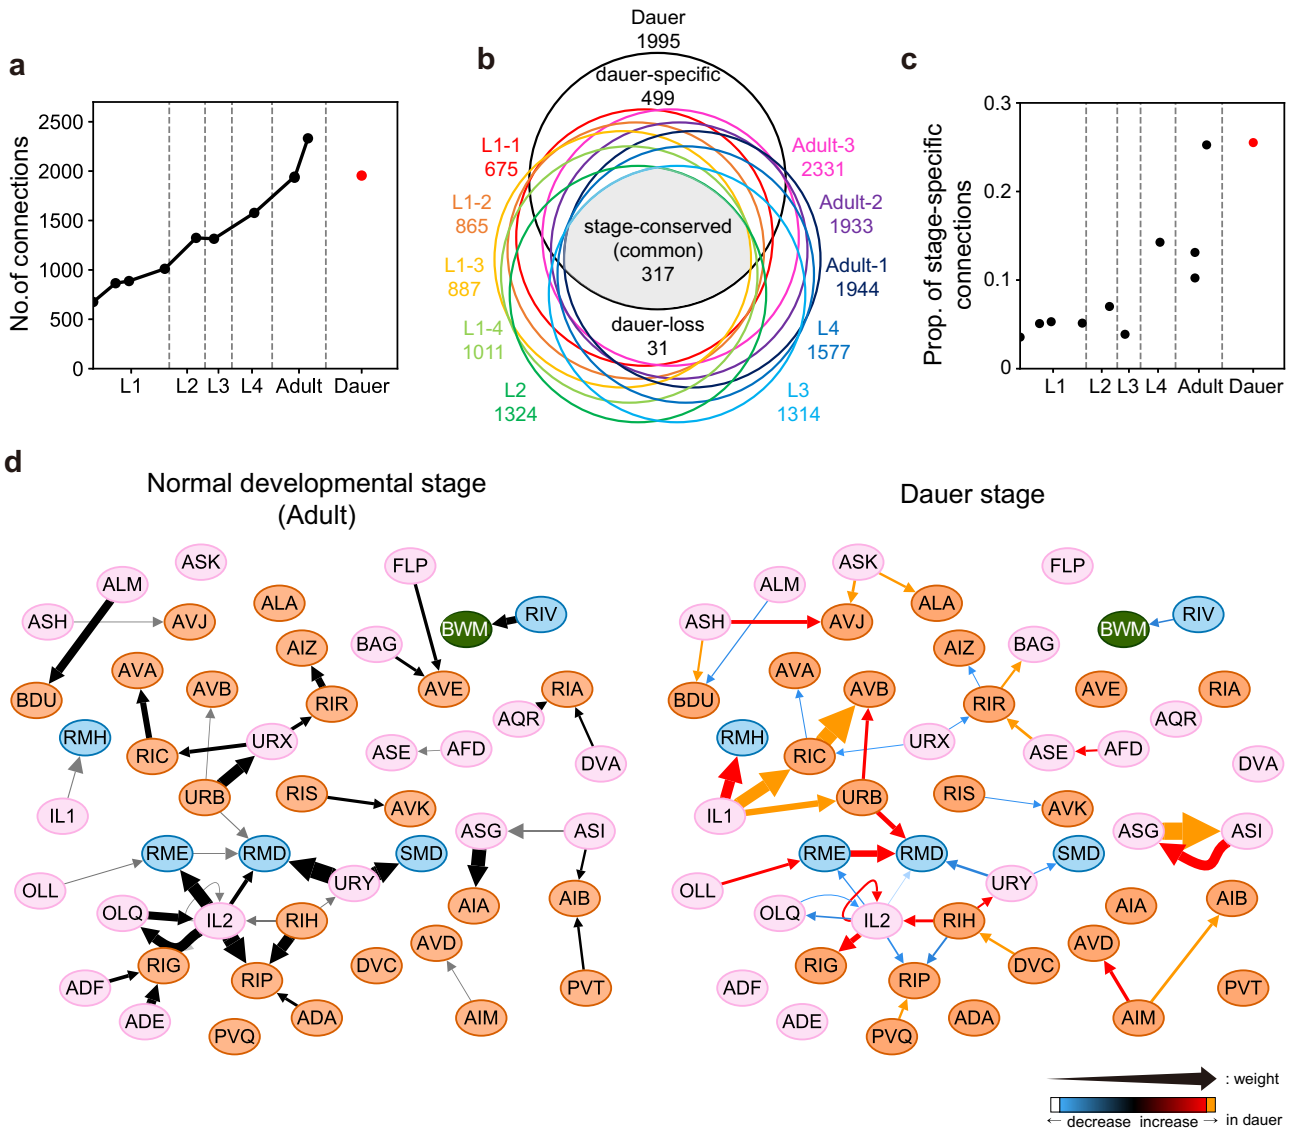 a
No.of connections
2500
2000
1500
1000
500
0
L1
L2
L3
L4
Adult
Dauer
b
Dauer
1995
dauer-specific
499
L1-1
675
L1-2
865
L1-3
887
L1-4
1011
L2
1324
Adult-3
2331
Adult-2
1933
Adult-1
1944
L4
1577
L3
1314
stage-conserved
(common)
317
dauer-loss
31
c
Prop. of stage-specific
connections
0.3
0.2
0.1
0
L1
L2
L3
L4
Adult
Dauer
d
Normal developmental stage
(Adult)
ASK
ALM
FLP
ASH
AVJ
ALA
BWM
RIV
AIZ
BAG
AVA
AVB
BDU
RIR
AVE
RIA
AQR
RMH
RIC
URX
ASE
AFD
DVA
URB
RIS
AVK
IL1
ASG
ASI
RME
RMD
SMD
URY
OLL
OLQ
IL2
RIH
AIA
AIB
AVD
RIG
RIP
DVC
ADF
PVT
ADE
ADA
AIM
PVQ
Dauer stage
ASK
FLP
ALM
ASH
AVJ
ALA
BWM
RIV
AIZ
BAG
AVA
AVB
BDU
RIR
AVE
RIA
AQR
RMH
RIC
URX
ASE
AFD
DVA
URB
RIS
AVK
IL1
ASG
ASI
RME
RMD
SMD
URY
OLL
OLQ
IL2
RIH
AIA
AIB
AVD
RIG
RIP
DVC
ADF
PVT
ADE
ADA
AIM
PVQ
: weight
← decrease increase → in dauer